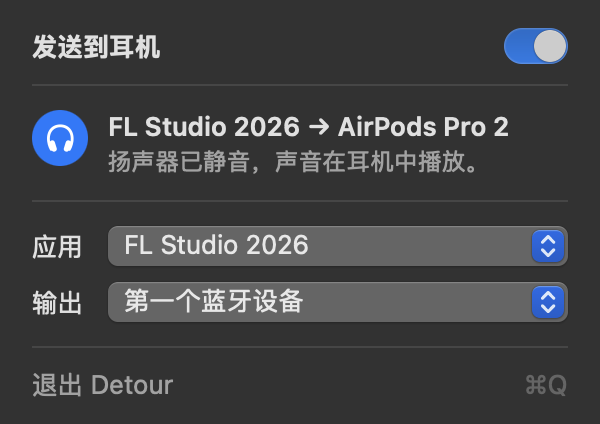 发送到耳机
FL Studio 2026 → AirPods Pro 2
扬声器已静音，声音在耳机中播放。
应用 FL Studio 2026
输出 第一个蓝牙设备
退出 Detour ⌘Q